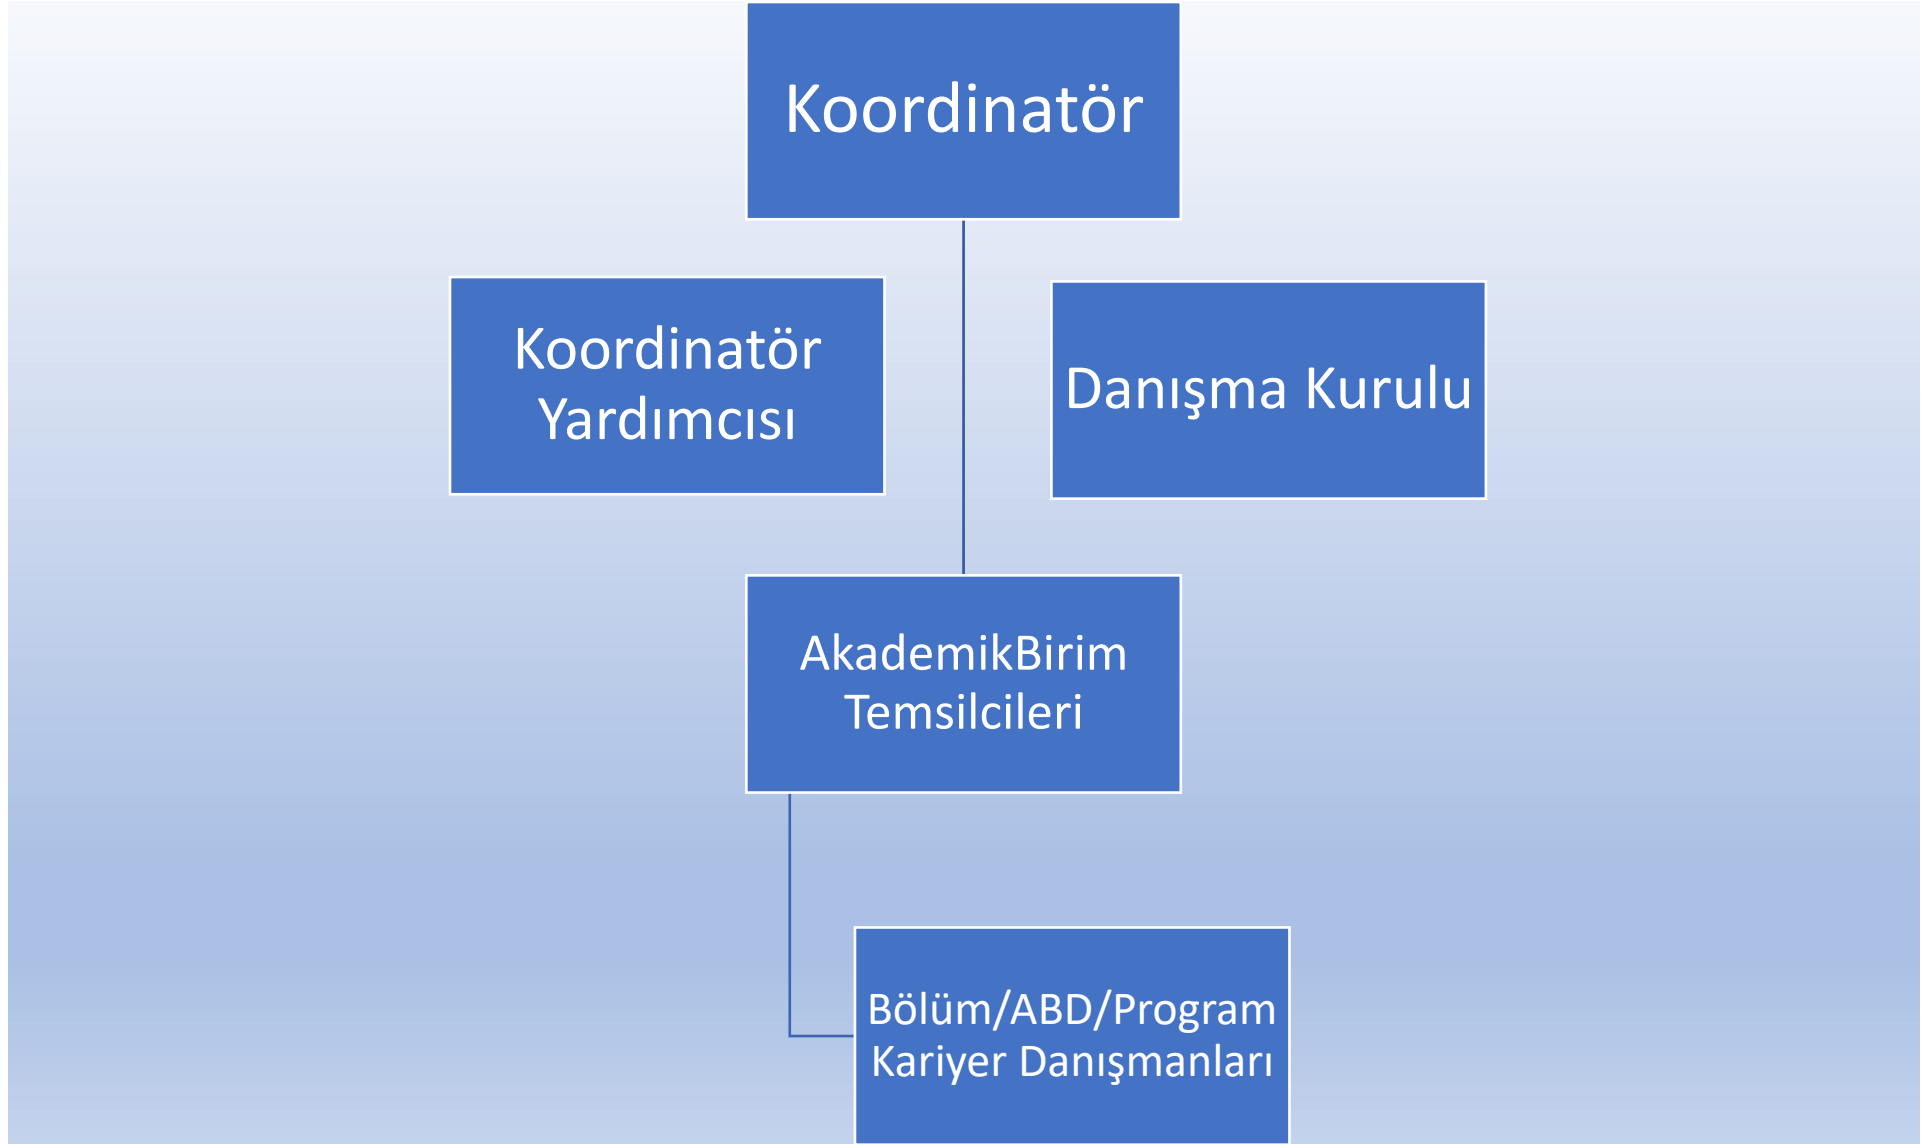 Koordinatör
Koordinatör
Yardımcısı
Danışma Kurulu
AkademikBirim
Temsilcileri
Bölüm/ABD/Program
Kariyer Danışmanları